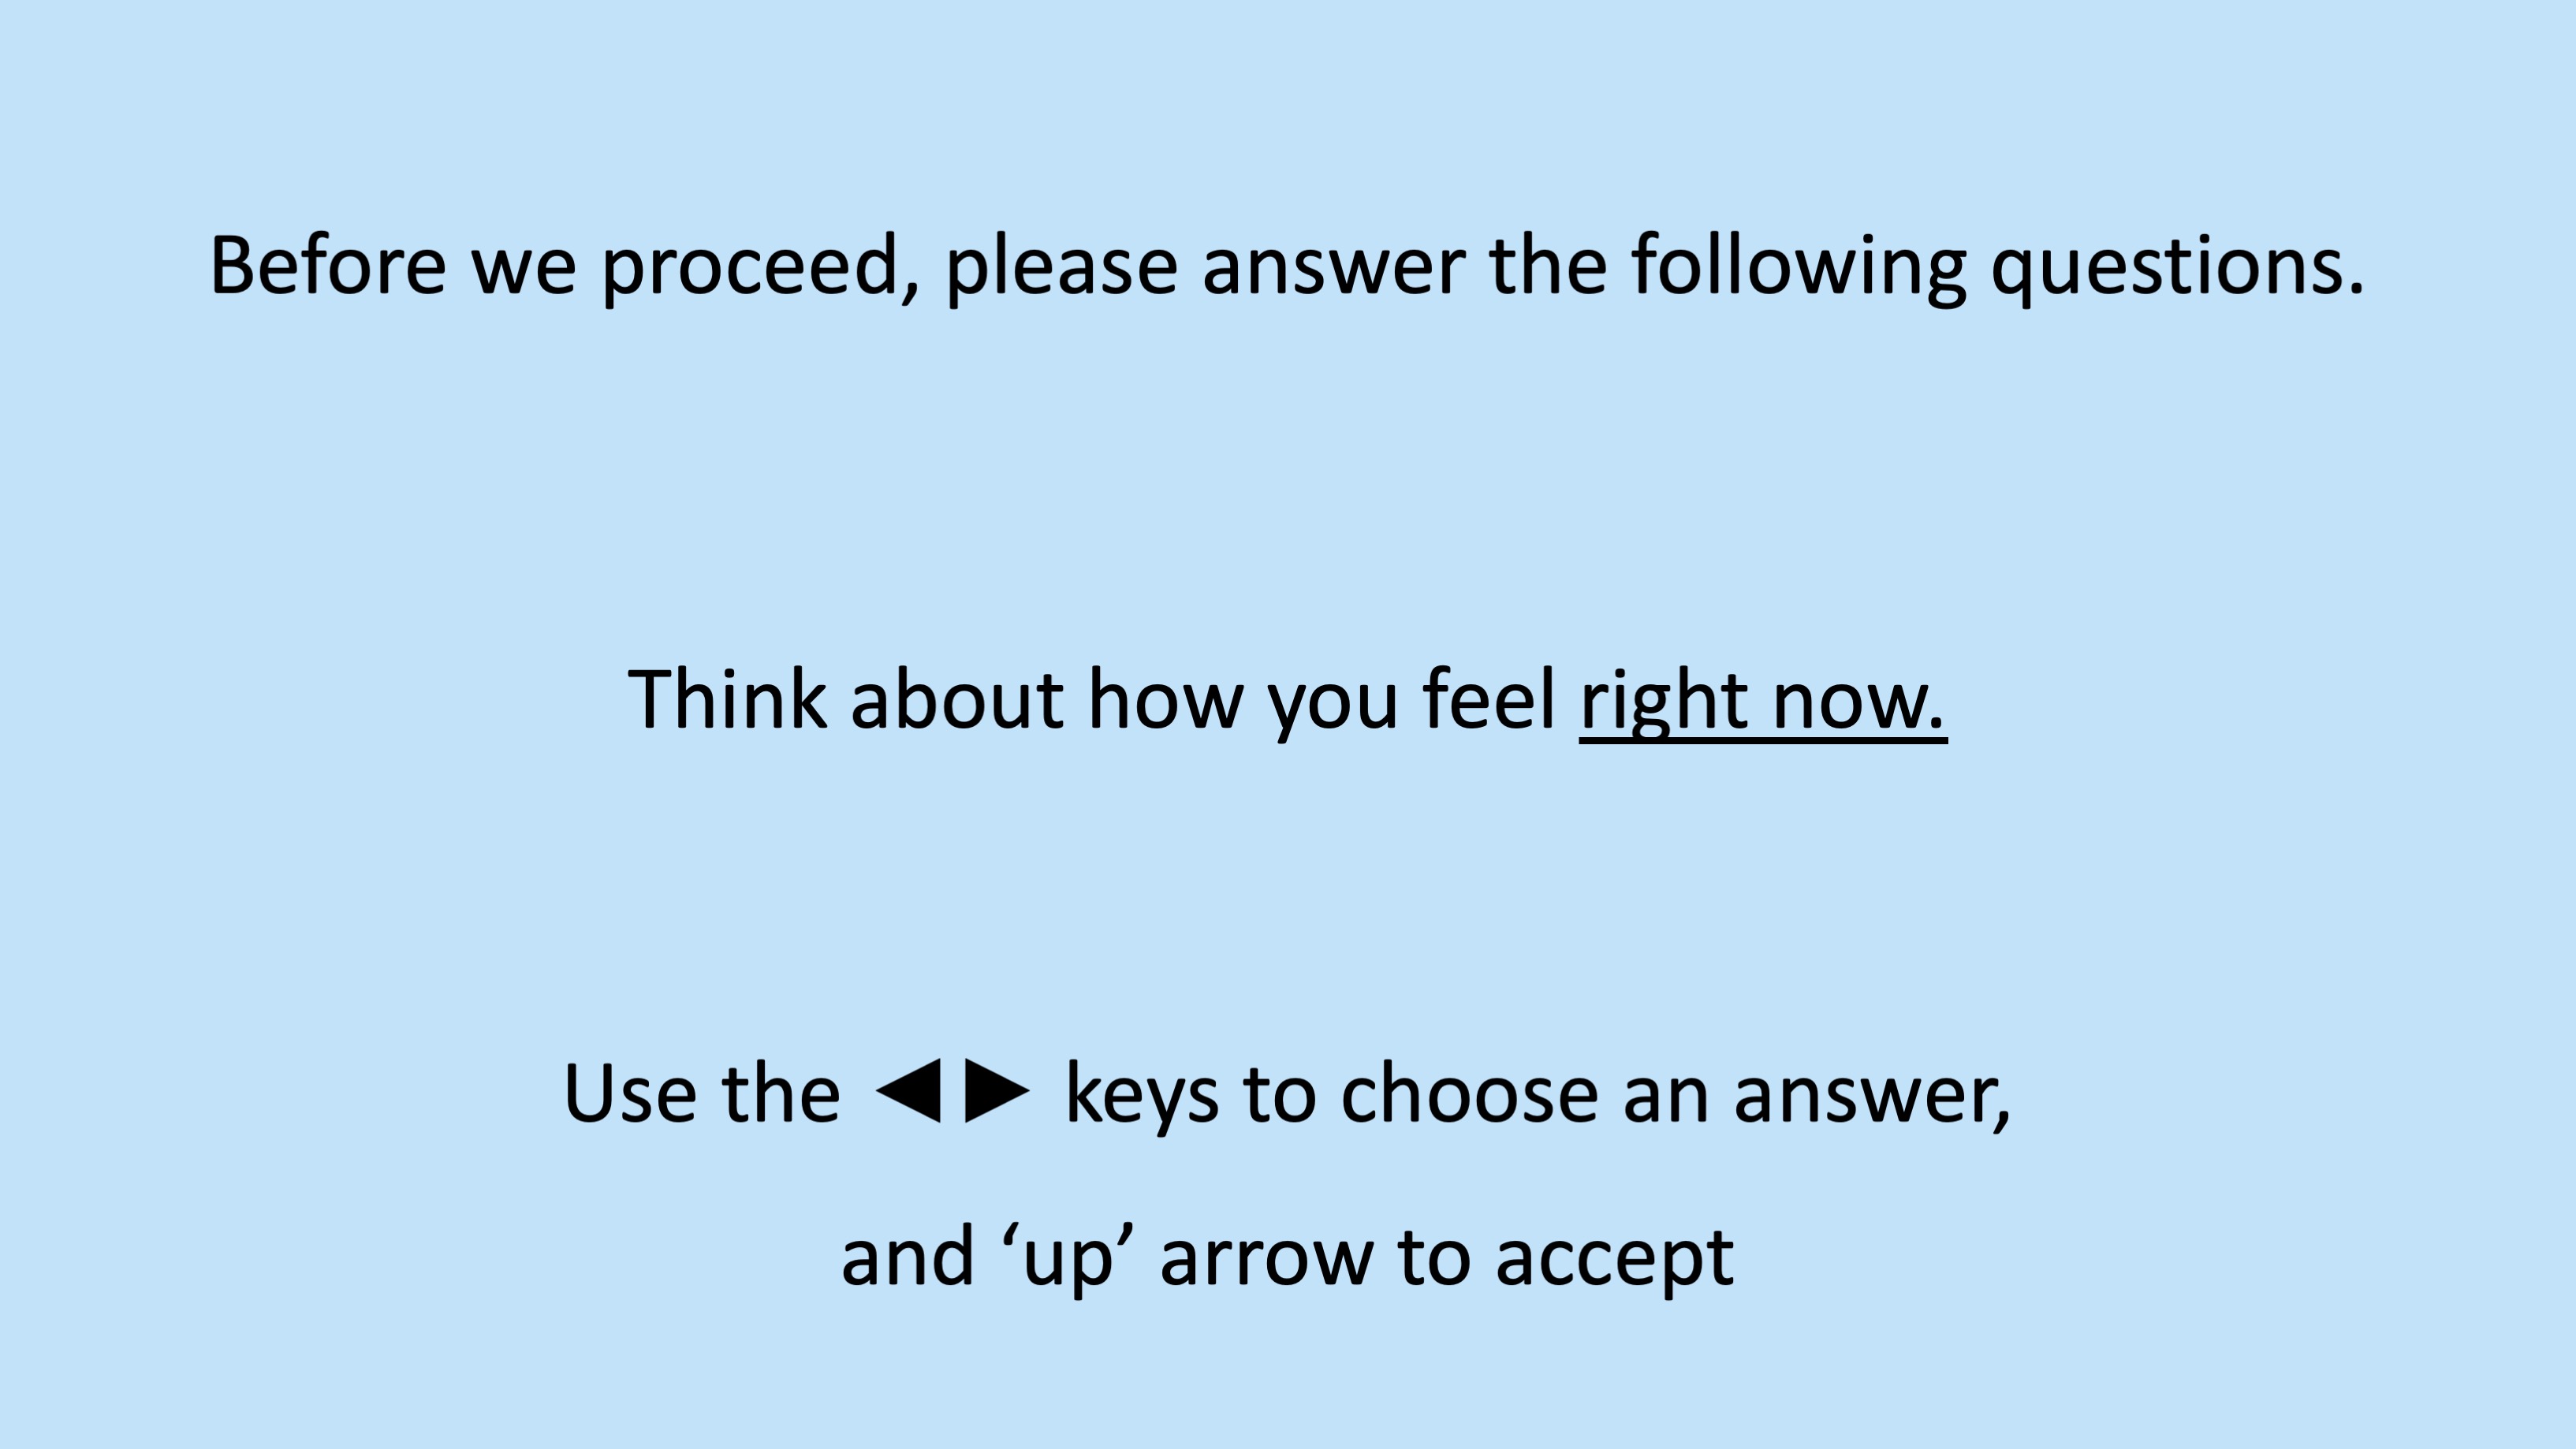 Before we proceed, please answer the following questions.
Think about how you feel right now.
Use the ◀ ▶ keys to choose an answer,
and ‘up’ arrow to accept